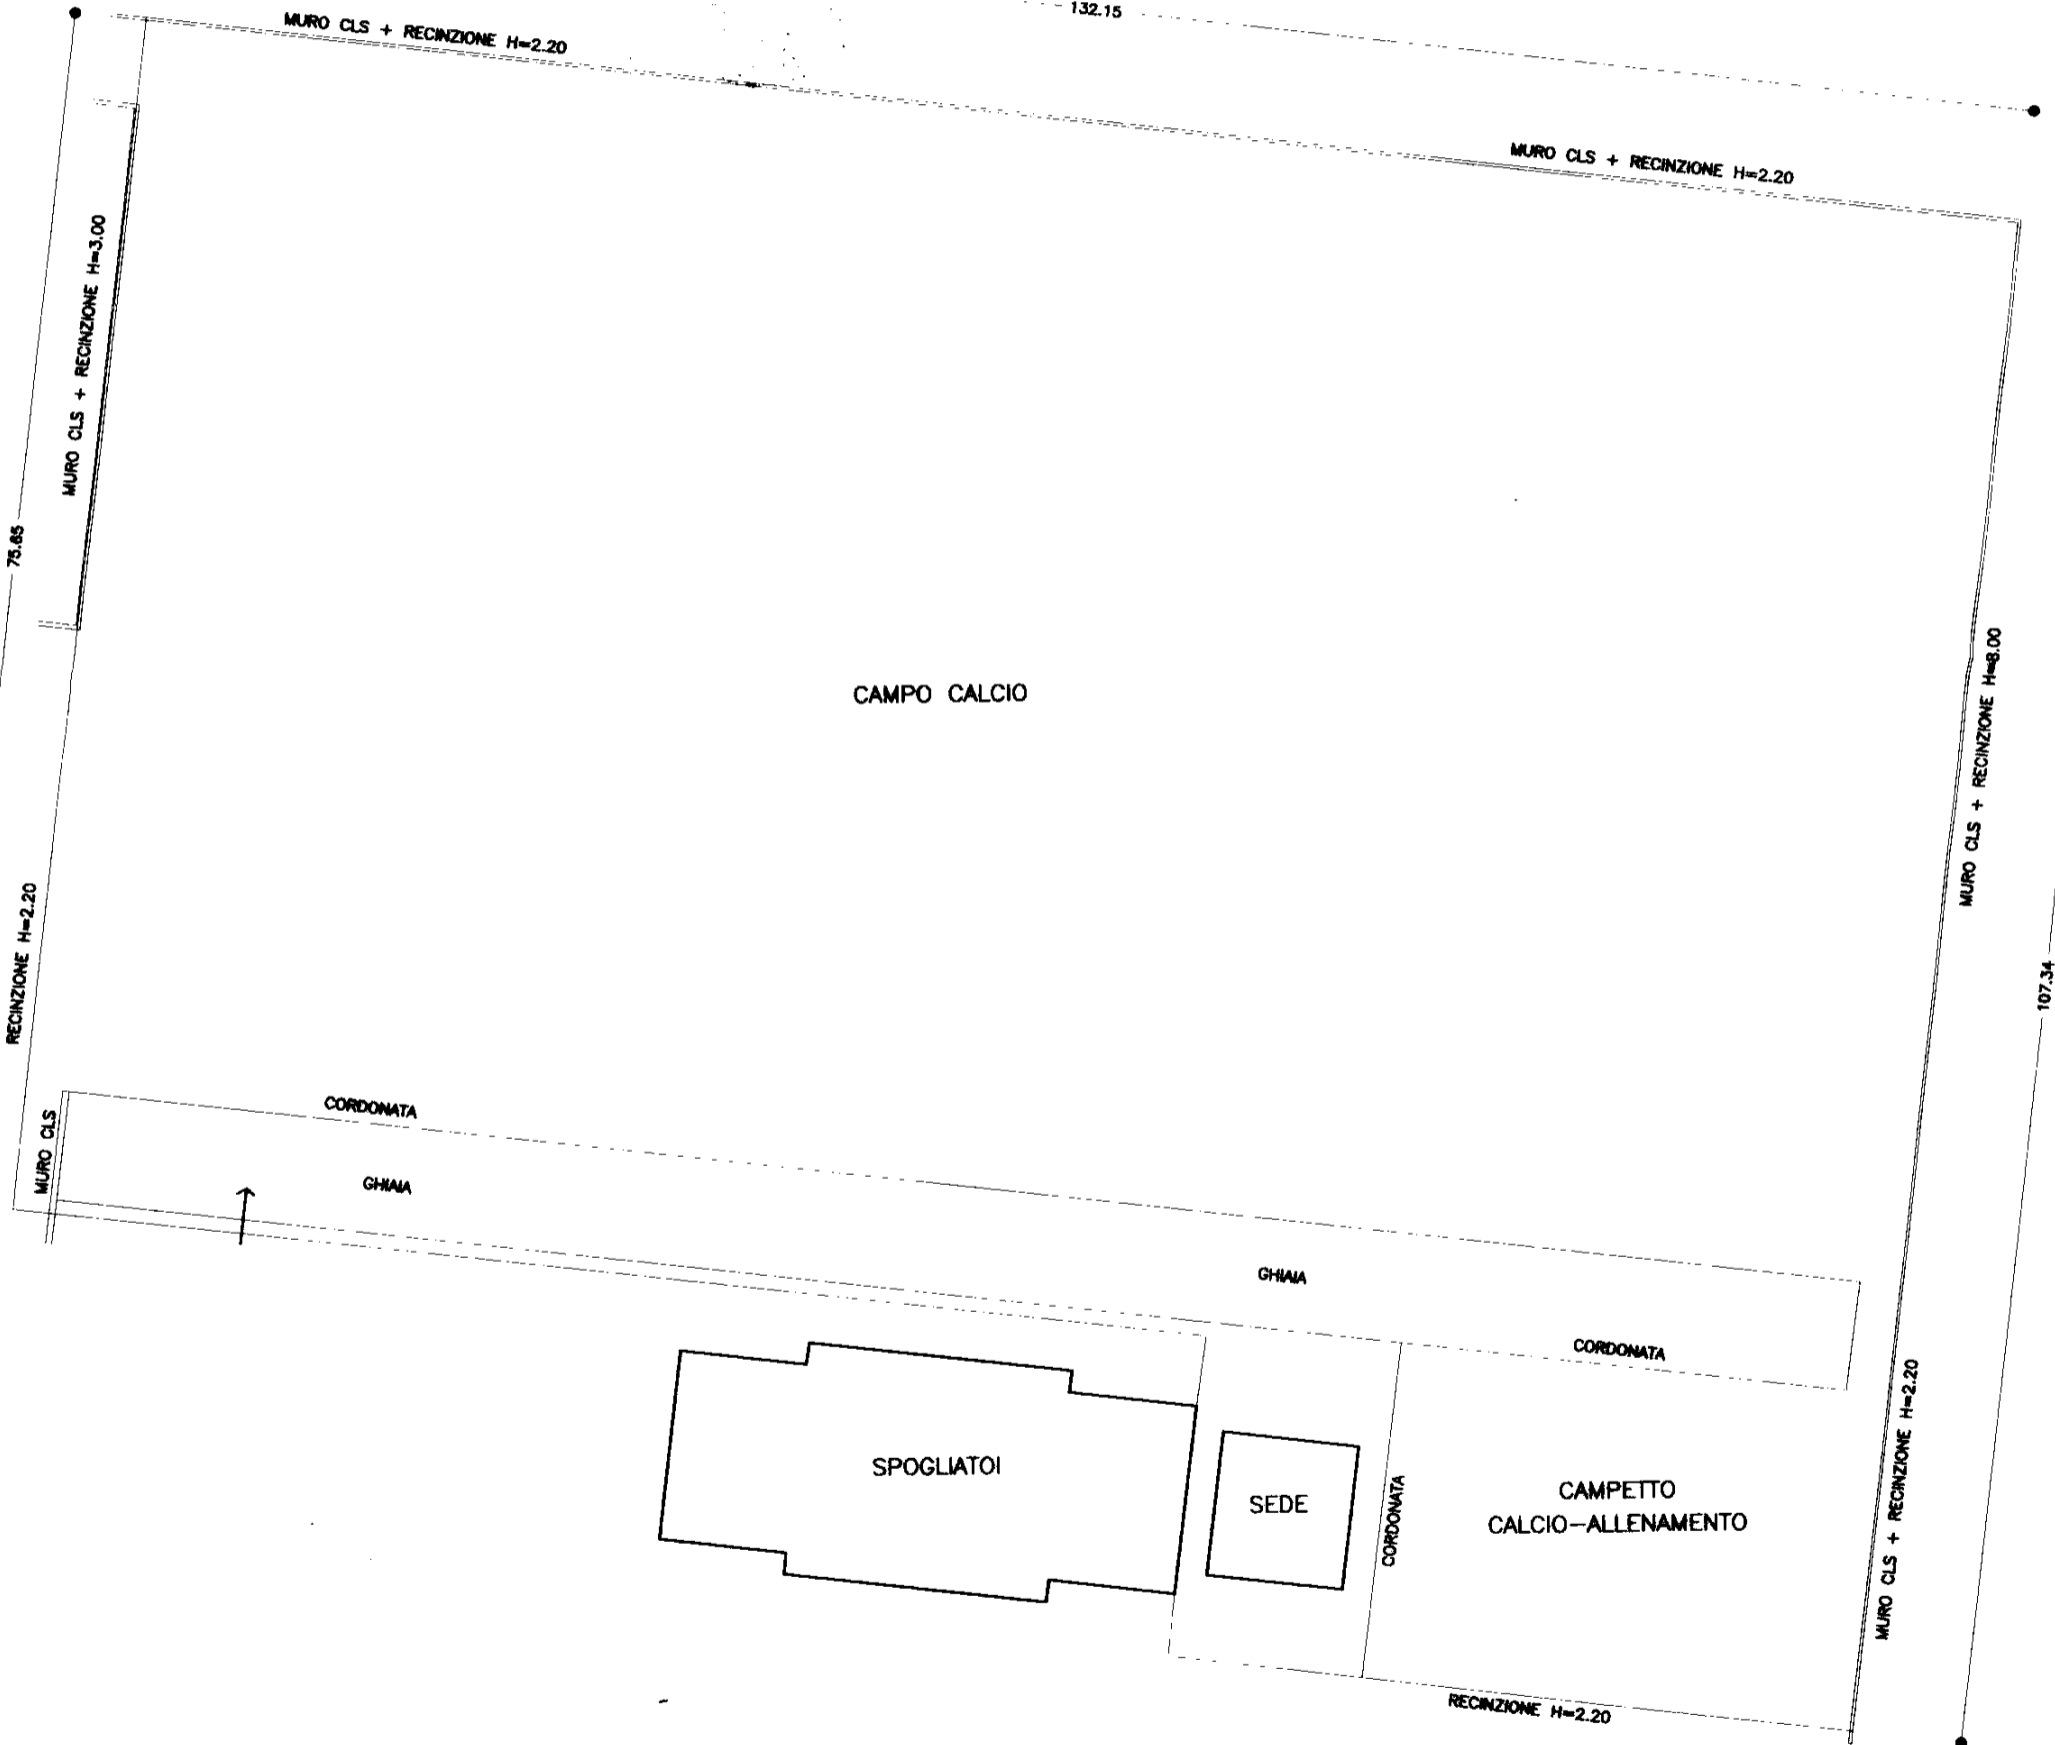 132.15
MURO CLS + RECINZIONE H=2.20
MURO CLS + RECINZIONE H=2.20
MURO CLS + RECINZIONE H=3.00
75.65
CAMPO CALCIO
MURO CLS + RECINZIONE H=8.00
RECINZIONE H=2.20
107.34
CORDONATA
MURO CLS
GHIAIA
GHIAIA
CORDONATA
SPOGLIATOI
SEDE
CORDONATA
CAMPETTO
CALCIO-ALLENAMENTO
MURO CLS + RECINZIONE H=2.20
RECINZIONE H=2.20